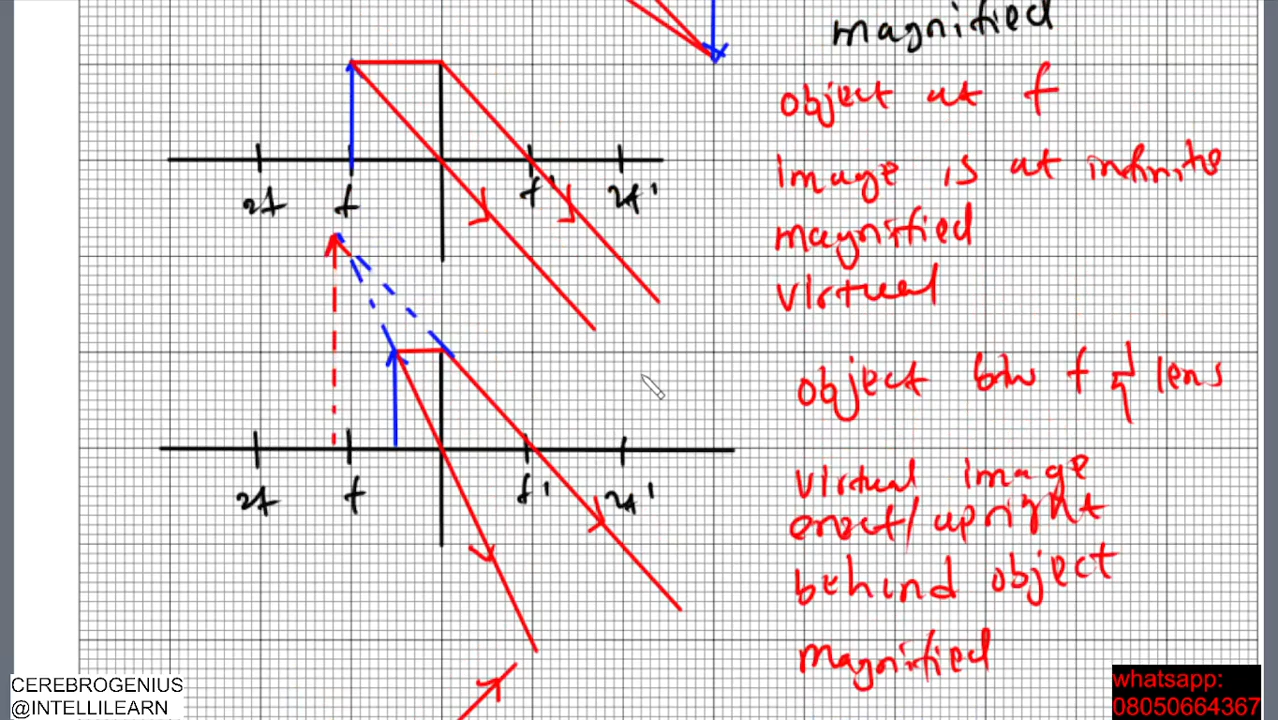 magnified
object at f
image is at infinite
magnified
virtual
2f f f' 2f'
object btw f & lens
2f f f' 2f'
virtual image
erect/upright
behind object
magnified
CEREBROGENIUS
@INTELLILEARN
whatsapp:
08050664367